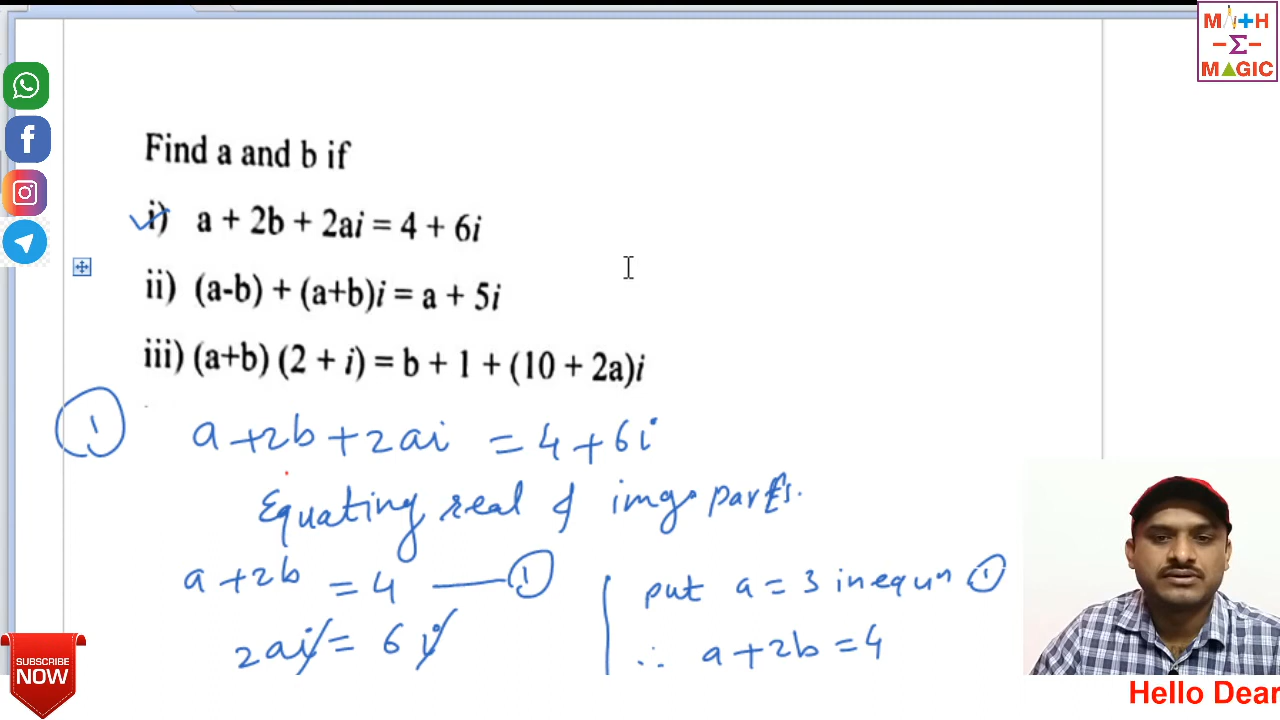 MATH
-Σ-
MAGIC
Find a and b if
i) a + 2b + 2ai = 4 + 6i
ii) (a-b) + (a+b)i = a + 5i
iii) (a+b) (2 + i) = b + 1 + (10 + 2a)i
① a+2b+2ai = 4+6i
Equating real & img. parts.
a+2b = 4 — ①
2ai = 6i
put a = 3 in equn ①
∴ a+2b = 4
SUBSCRIBE
NOW
Hello Dear